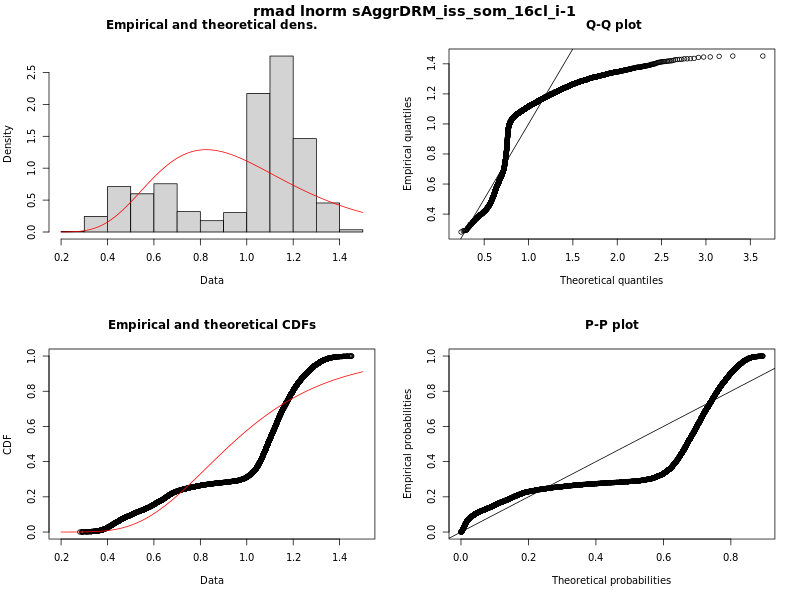 rmad lnorm sAggrDRM_iss_som_16cl_i-1
Empirical and theoretical dens.
Density
0.0 0.5 1.0 1.5 2.0 2.5
0.2 0.4 0.6 0.8 1.0 1.2 1.4
Data
Q-Q plot
Empirical quantiles
0.4 0.6 0.8 1.0 1.2 1.4
0.5 1.0 1.5 2.0 2.5 3.0 3.5
Theoretical quantiles
Empirical and theoretical CDFs
CDF
0.0 0.2 0.4 0.6 0.8 1.0
0.2 0.4 0.6 0.8 1.0 1.2 1.4
Data
P-P plot
Empirical probabilities
0.0 0.2 0.4 0.6 0.8 1.0
0.0 0.2 0.4 0.6 0.8
Theoretical probabilities